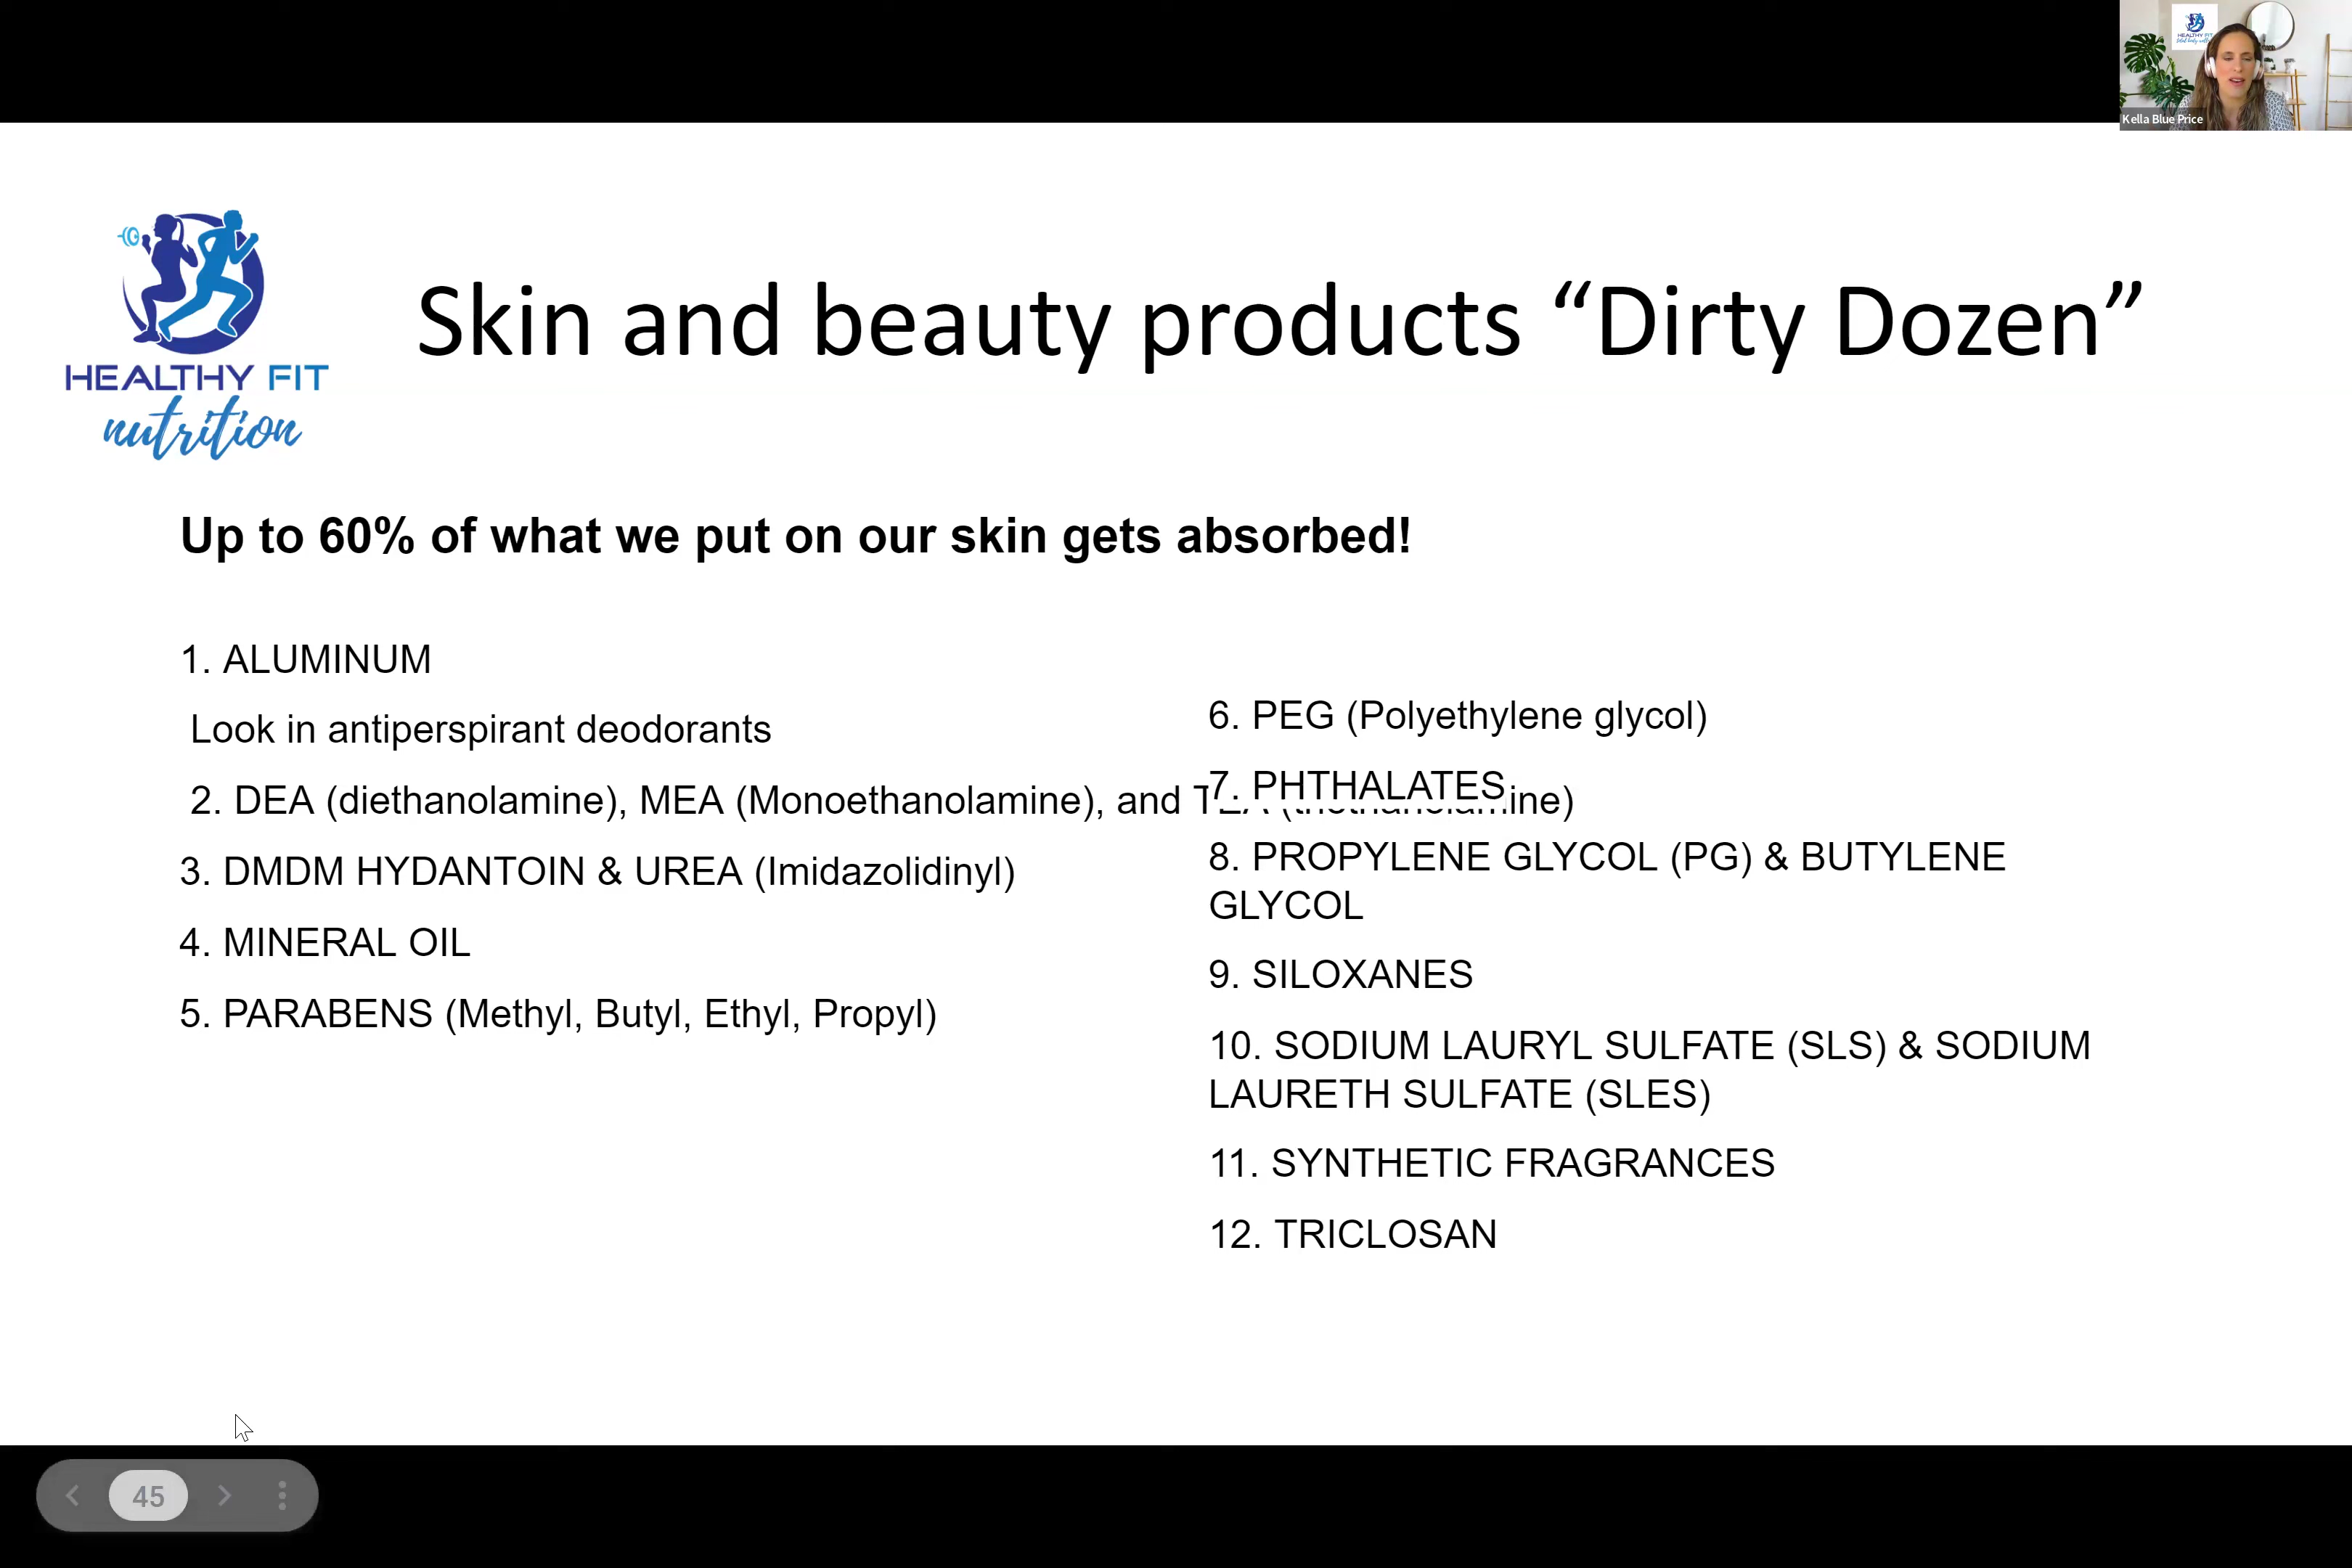 HEALTHY FIT
Kella Blue Price
HEALTHY FIT
nutrition
Skin and beauty products “Dirty Dozen”
Up to 60% of what we put on our skin gets absorbed!
1. ALUMINUM
Look in antiperspirant deodorants
2. DEA (diethanolamine), MEA (Monoethanolamine), and TEA (triethanolamine)
3. DMDM HYDANTOIN & UREA (Imidazolidinyl)
4. MINERAL OIL
5. PARABENS (Methyl, Butyl, Ethyl, Propyl)
6. PEG (Polyethylene glycol)
7. PHTHALATES
8. PROPYLENE GLYCOL (PG) & BUTYLENE
GLYCOL
9. SILOXANES
10. SODIUM LAURYL SULFATE (SLS) & SODIUM
LAURETH SULFATE (SLES)
11. SYNTHETIC FRAGRANCES
12. TRICLOSAN
45